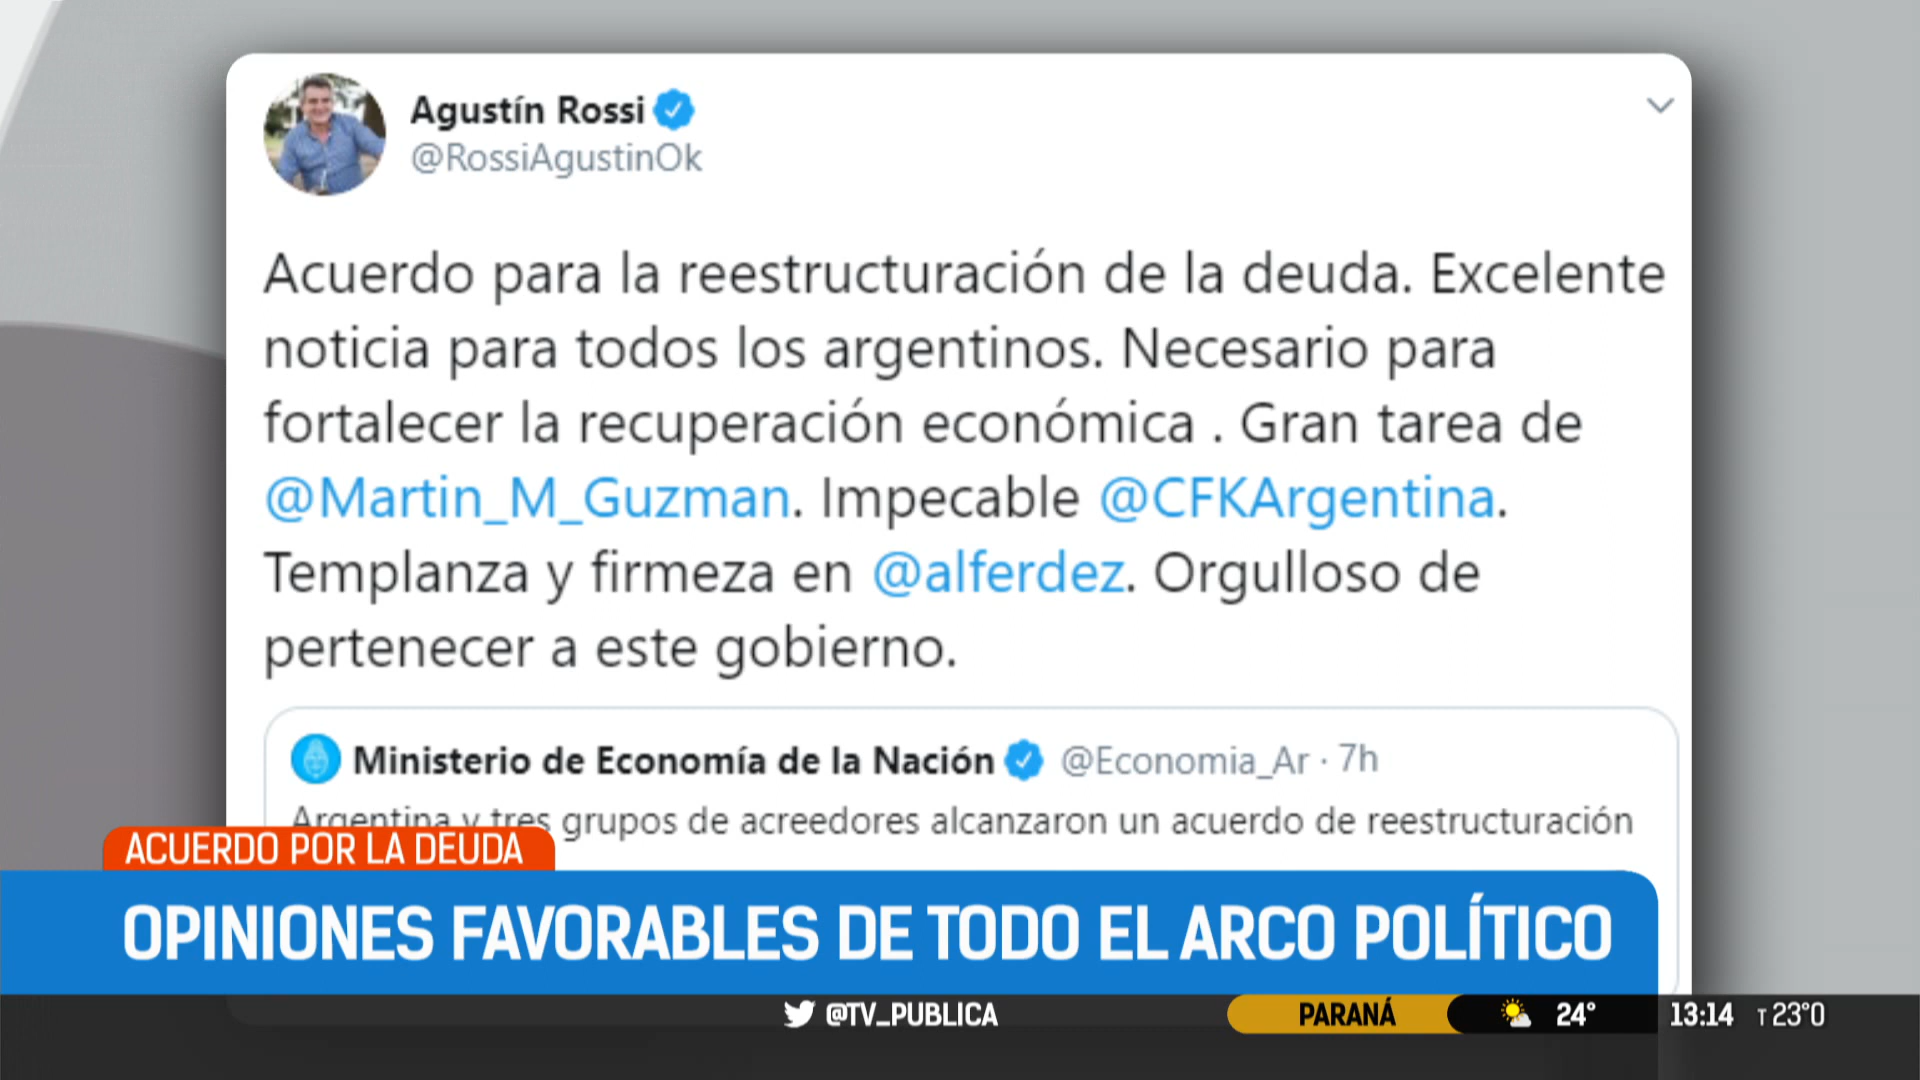 Agustín Rossi
@RossiAgustinOk
Acuerdo para la reestructuración de la deuda. Excelente
noticia para todos los argentinos. Necesario para
fortalecer la recuperación económica . Gran tarea de
@Martin_M_Guzman. Impecable @CFKArgentina.
Templanza y firmeza en @alferdez. Orgulloso de
pertenecer a este gobierno.
Ministerio de Economía de la Nación @Economia_Ar · 7h
Argentina y tres grupos de acreedores alcanzaron un acuerdo de reestructuración
ACUERDO POR LA DEUDA
OPINIONES FAVORABLES DE TODO EL ARCO POLÍTICO
@TV_PUBLICA PARANÁ 24° 13:14 T 23°0